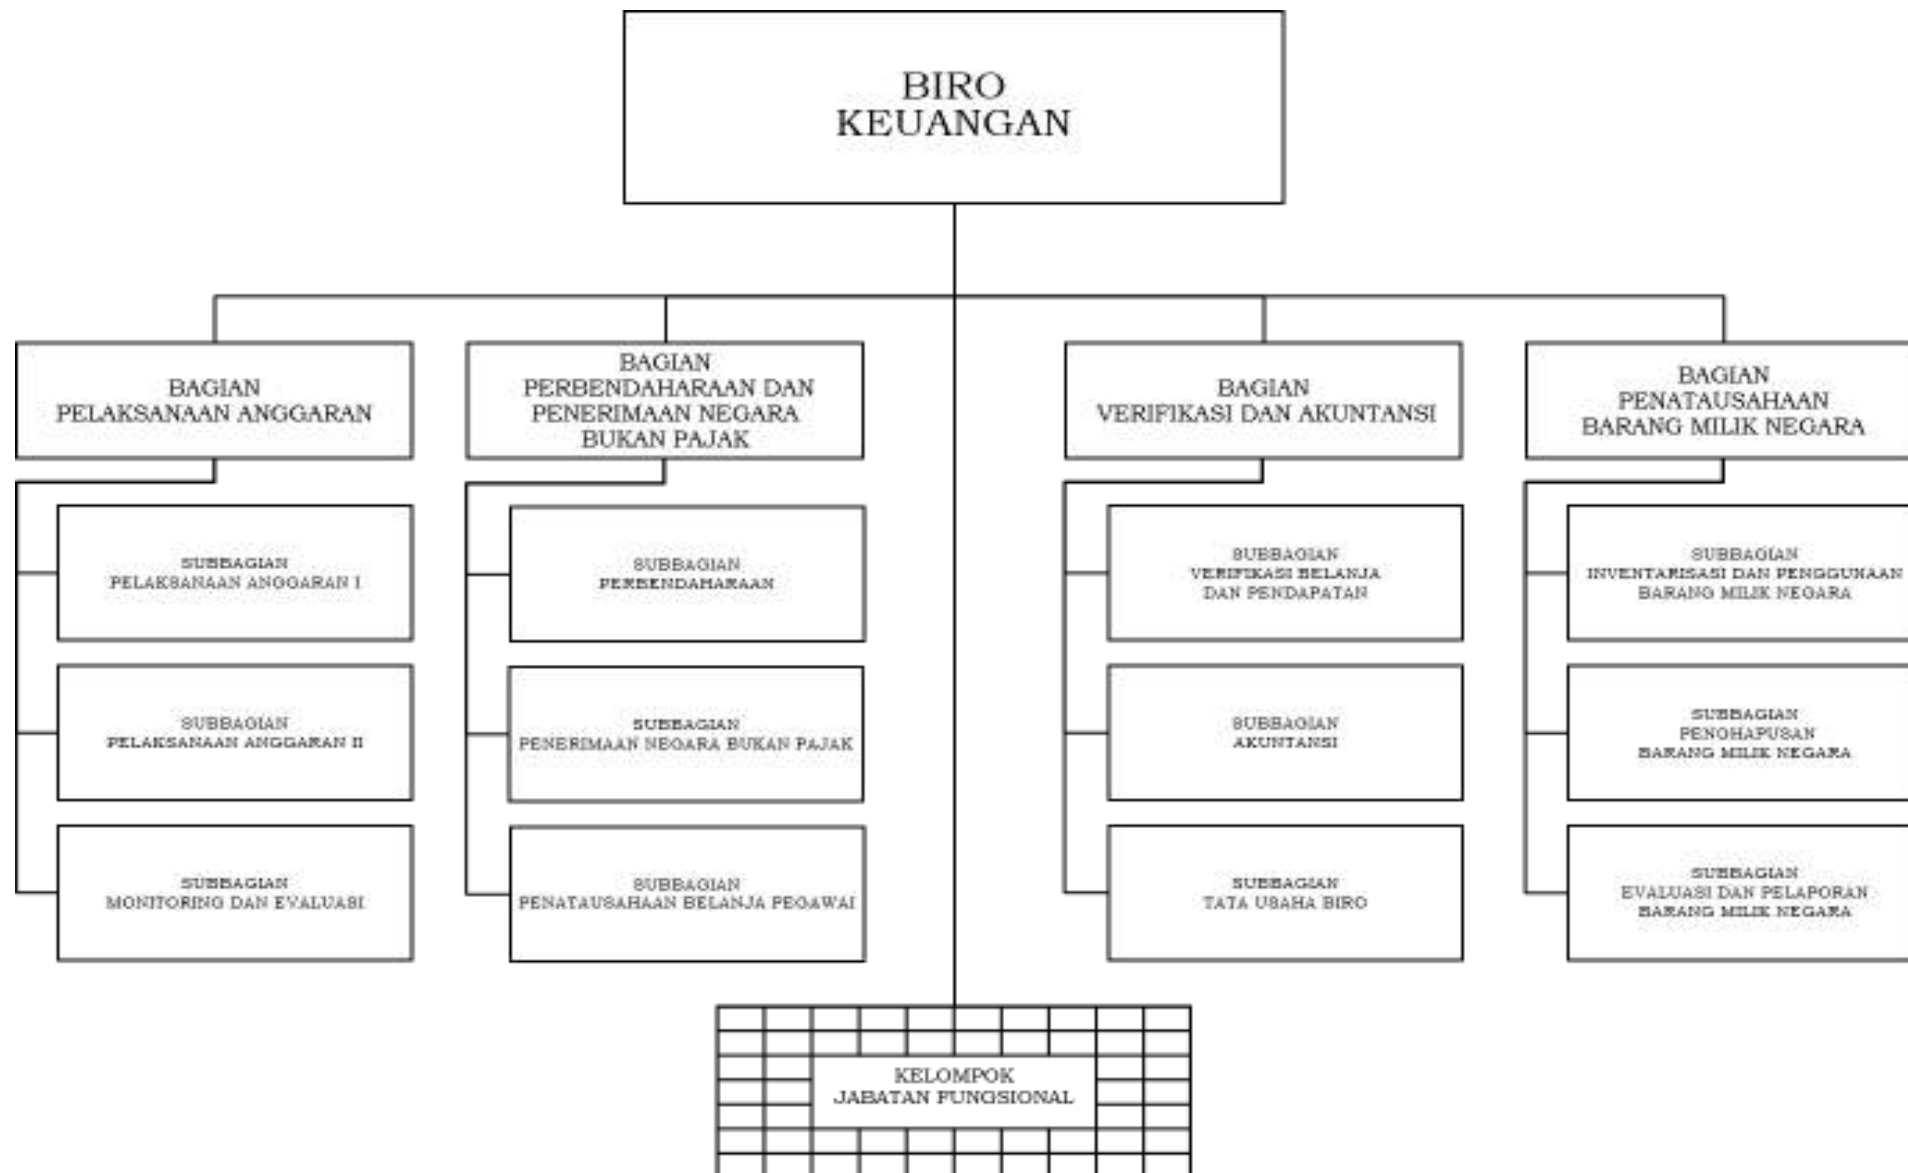 BIRO
KEUANGAN
BAGIAN
PELAKSANAAN ANGGARAN
BAGIAN
PERBENDAHARAAN DAN
PENERIMAAN NEGARA
BUKAN PAJAK
BAGIAN
VERIFIKASI DAN AKUNTANSI
BAGIAN
PENATAUSAHAAN
BARANG MILIK NEGARA
SUBBAGIAN
PELAKSANAAN ANGGARAN I
SUBBAGIAN
PERBENDAHARAAN
SUBBAGIAN
VERIFIKASI BELANJA
DAN PENDAPATAN
SUBBAGIAN
INVENTARISASI DAN PENGGUNAAN
BARANG MILIK NEGARA
SUBBAGIAN
PELAKSANAAN ANGGARAN II
SUBBAGIAN
PENERIMAAN NEGARA BUKAN PAJAK
SUBBAGIAN
AKUNTANSI
SUBBAGIAN
PENGHAPUSAN
BARANG MILIK NEGARA
SUBBAGIAN
MONITORING DAN EVALUASI
SUBBAGIAN
PENATAUSAHAAN BELANJA PEGAWAI
SUBBAGIAN
TATA USAHA BIRO
SUBBAGIAN
EVALUASI DAN PELAPORAN
BARANG MILIK NEGARA
KELOMPOK
JABATAN FUNGSIONAL